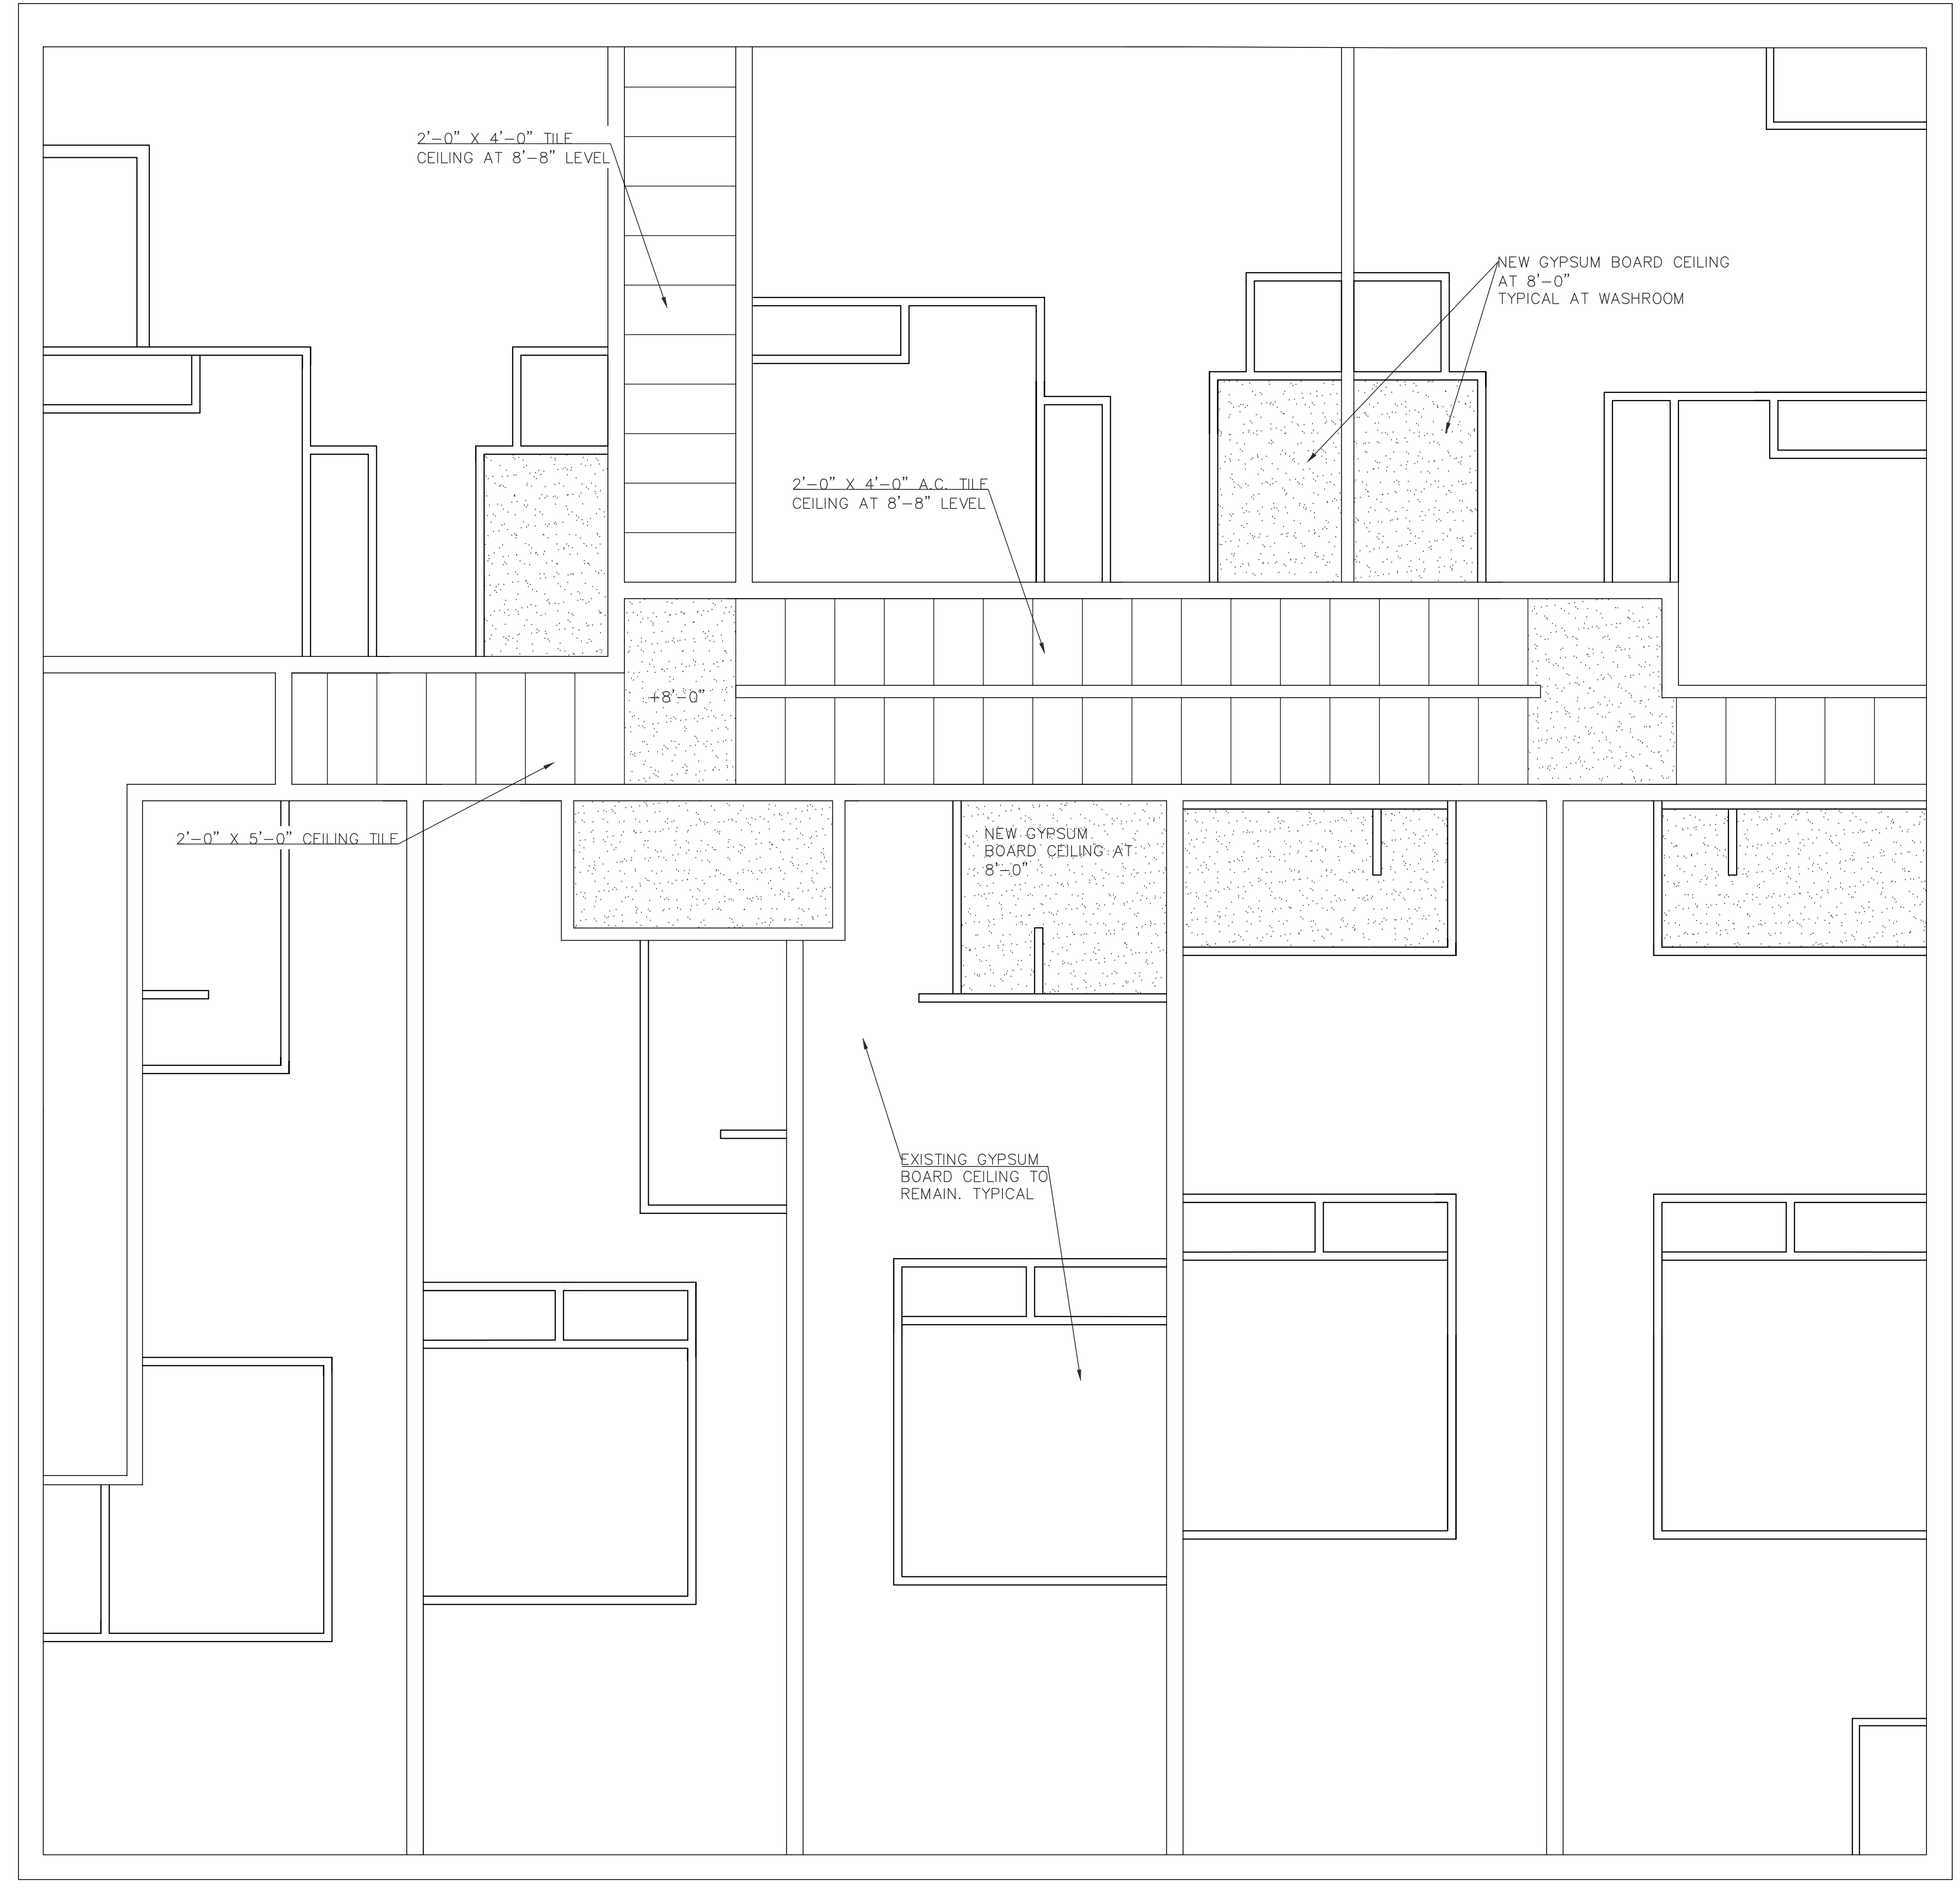 2'-0" X 4'-0" TILE
CEILING AT 8'-8" LEVEL
NEW GYPSUM BOARD CEILING
AT 8'-0"
TYPICAL AT WASHROOM
2'-0" X 4'-0" A.C. TILE
CEILING AT 8'-8" LEVEL
+8'-0"
2'-0" X 5'-0" CEILING TILE
NEW GYPSUM
BOARD CEILING AT
8'-0"
EXISTING GYPSUM
BOARD CEILING TO
REMAIN. TYPICAL